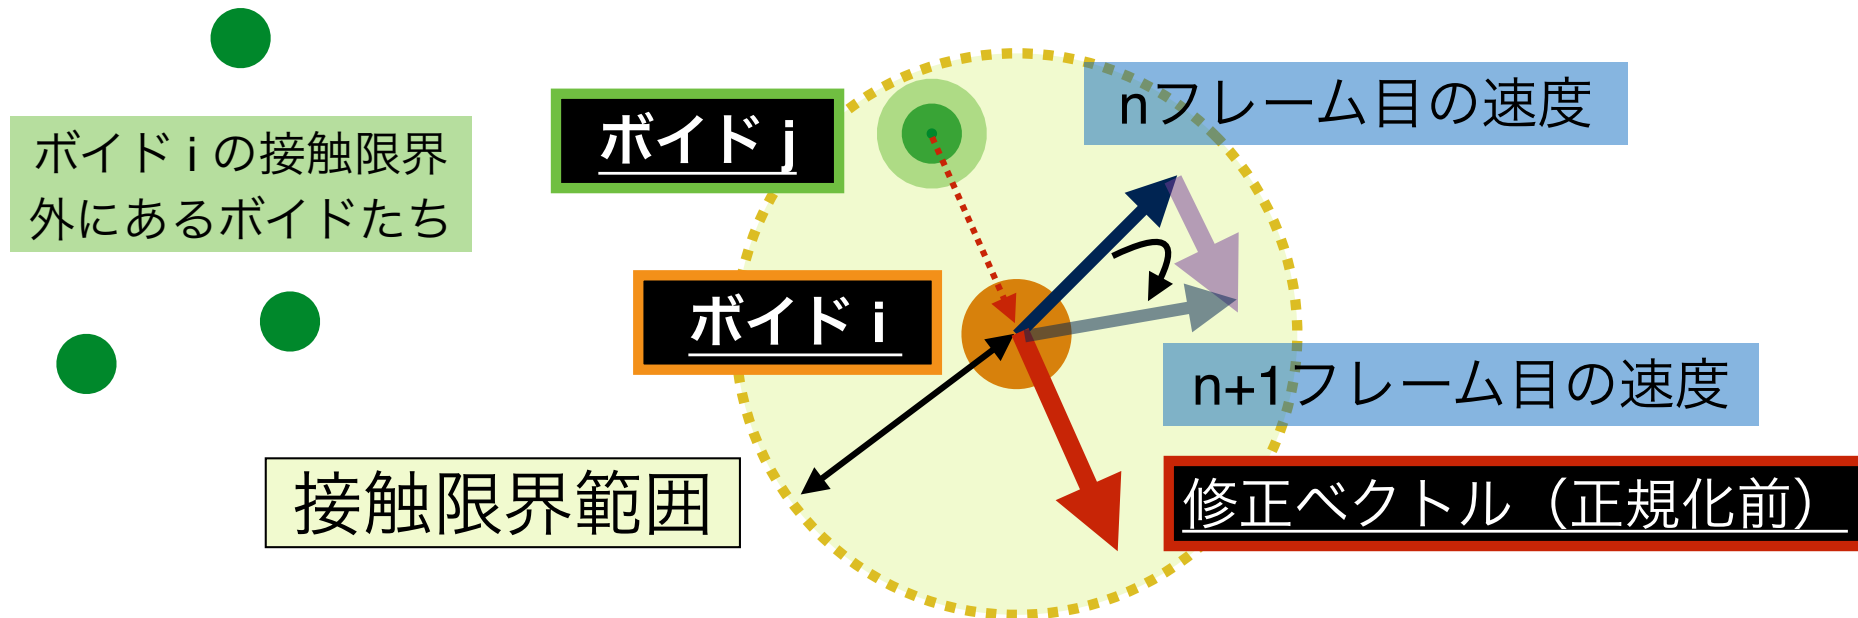 ボイド i の接触限界
外にあるボイドたち
ボイド j
nフレーム目の速度
ボイド i
n+1フレーム目の速度
接触限界範囲
修正ベクトル（正規化前）